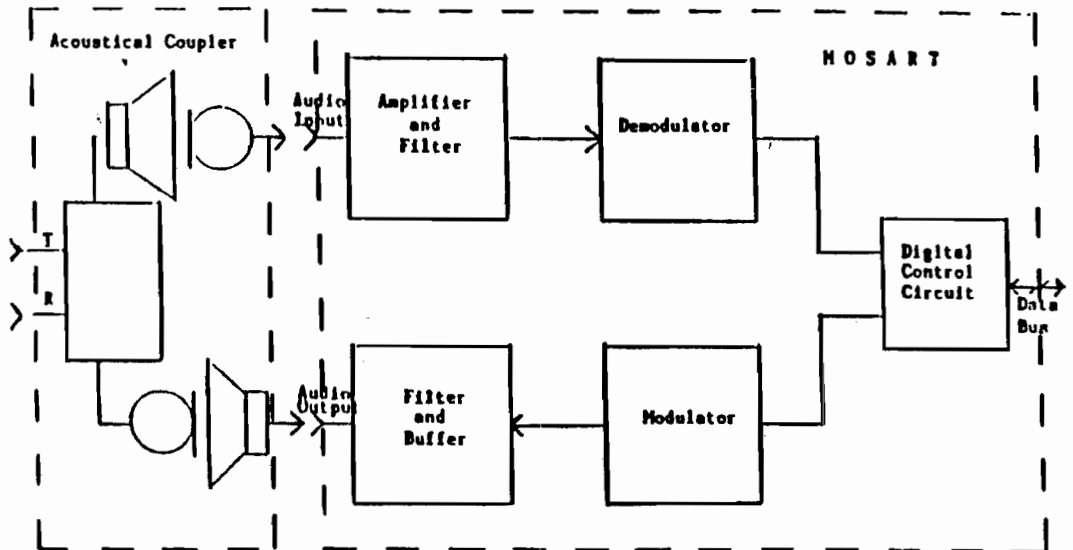 Acoustical Coupler
M O S A R T
Audio
Input
Amplifier
and
Filter
Demodulator
T
R
Digital
Control
Circuit
Data
Bus
Audio
Output
Filter
and
Buffer
Modulator